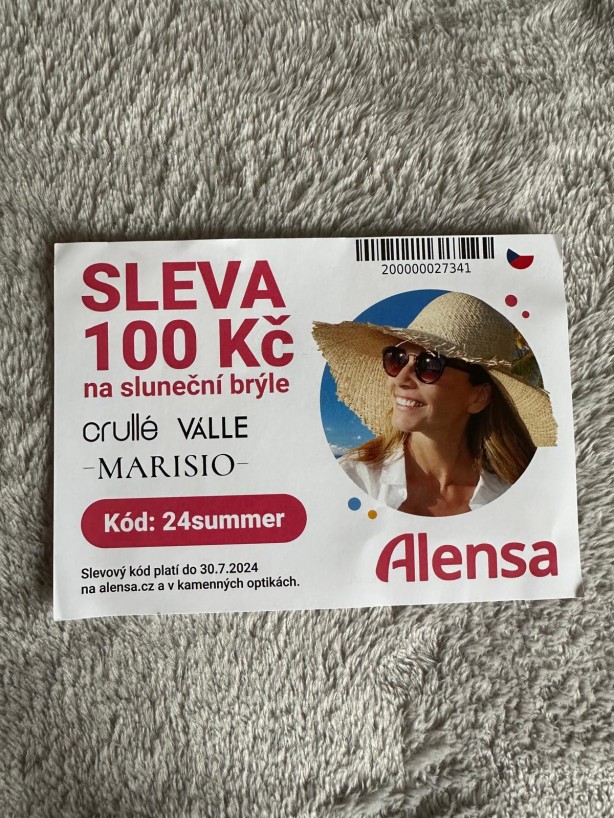 200000027341
SLEVA
100 Kč
na sluneční brýle
crullé VALLE
-MARISIO-
Kód: 24summer
Slevový kód platí do 30.7.2024
na alensa.cz a v kamenných optikách.
Alensa